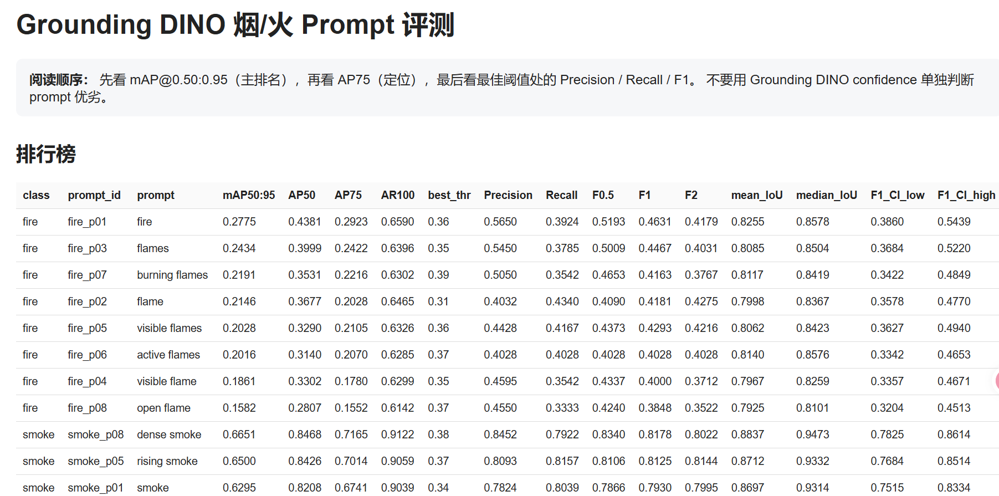 Grounding DINO 烟/火 Prompt 评测
阅读顺序： 先看 mAP@0.50:0.95（主排名），再看 AP75（定位），最后看最佳阈值处的 Precision / Recall / F1。 不要用 Grounding DINO confidence 单独判断
prompt 优劣。
排行榜
class prompt_id prompt mAP50:95 AP50 AP75 AR100 best_thr Precision Recall F0.5 F1 F2 mean_IoU median_IoU F1_CI_low F1_CI_high
fire fire_p01 fire 0.2775 0.4381 0.2923 0.6590 0.36 0.5650 0.3924 0.5193 0.4631 0.4179 0.8255 0.8578 0.3860 0.5439
fire fire_p03 flames 0.2434 0.3999 0.2422 0.6396 0.35 0.5450 0.3785 0.5009 0.4467 0.4031 0.8085 0.8504 0.3684 0.5220
fire fire_p07 burning flames 0.2191 0.3531 0.2216 0.6302 0.39 0.5050 0.3542 0.4653 0.4163 0.3767 0.8117 0.8419 0.3422 0.4849
fire fire_p02 flame 0.2146 0.3677 0.2028 0.6465 0.31 0.4032 0.4340 0.4090 0.4181 0.4275 0.7998 0.8367 0.3578 0.4770
fire fire_p05 visible flames 0.2028 0.3290 0.2105 0.6326 0.36 0.4428 0.4167 0.4373 0.4293 0.4216 0.8062 0.8423 0.3627 0.4940
fire fire_p06 active flames 0.2016 0.3140 0.2070 0.6285 0.37 0.4028 0.4028 0.4028 0.4028 0.4028 0.8140 0.8576 0.3342 0.4653
fire fire_p04 visible flame 0.1861 0.3302 0.1780 0.6299 0.35 0.4595 0.3542 0.4337 0.4000 0.3712 0.7967 0.8259 0.3357 0.4671
fire fire_p08 open flame 0.1582 0.2807 0.1552 0.6142 0.37 0.4550 0.3333 0.4240 0.3848 0.3522 0.7925 0.8101 0.3204 0.4513
smoke smoke_p08 dense smoke 0.6651 0.8468 0.7165 0.9122 0.38 0.8452 0.7922 0.8340 0.8178 0.8022 0.8837 0.9473 0.7825 0.8614
smoke smoke_p05 rising smoke 0.6500 0.8426 0.7014 0.9059 0.37 0.8093 0.8157 0.8106 0.8125 0.8144 0.8712 0.9332 0.7684 0.8514
smoke smoke_p01 smoke 0.6295 0.8208 0.6741 0.9039 0.34 0.7824 0.8039 0.7866 0.7930 0.7995 0.8697 0.9314 0.7515 0.8334